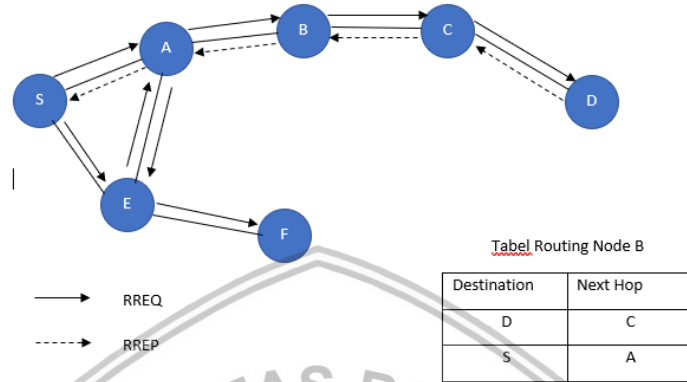 B
C
A
S
D
E
F
Tabel Routing Node B
Destination Next Hop
D C
S A
RREQ
RREP